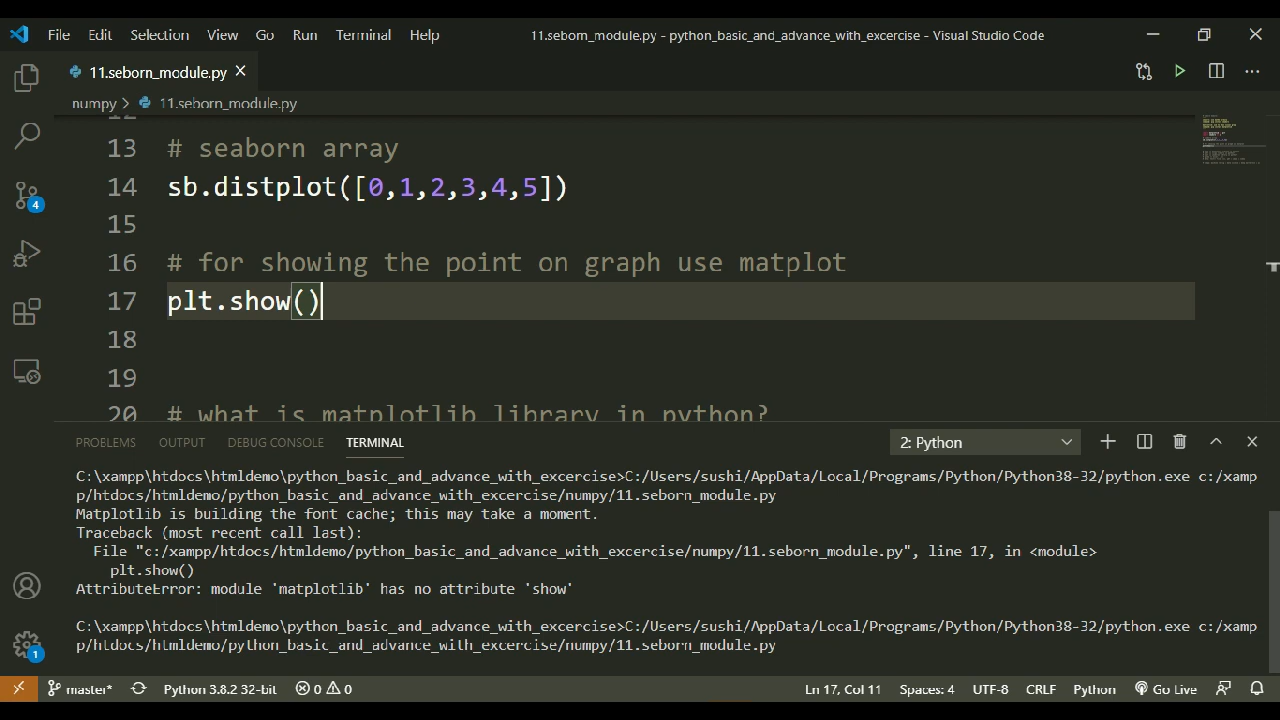 File Edit Selection View Go Run Terminal Help 11.seborn_module.py - python_basic_and_advance_with_excercise - Visual Studio Code
11.seborn_module.py
numpy > 11.seborn_module.py
12
13 # seaborn array
14 sb.distplot([0,1,2,3,4,5])
15
16 # for showing the point on graph use matplot
17 plt.show()
18
19
20 # what is matplotlib library in python?
4
PROBLEMS OUTPUT DEBUG CONSOLE TERMINAL 2: Python
C:\xampp\htdocs\htmldemo\python_basic_and_advance_with_excercise>C:/Users/sushi/AppData/Local/Programs/Python/Python38-32/python.exe c:/xamp
p/htdocs/htmldemo/python_basic_and_advance_with_excercise/numpy/11.seborn_module.py
Matplotlib is building the font cache; this may take a moment.
Traceback (most recent call last):
File "c:/xampp/htdocs/htmldemo/python_basic_and_advance_with_excercise/numpy/11.seborn_module.py", line 17, in <module>
plt.show()
AttributeError: module 'matplotlib' has no attribute 'show'
C:\xampp\htdocs\htmldemo\python_basic_and_advance_with_excercise>C:/Users/sushi/AppData/Local/Programs/Python/Python38-32/python.exe c:/xamp
p/htdocs/htmldemo/python_basic_and_advance_with_excercise/numpy/11.seborn_module.py
1
master* Python 3.8.2 32-bit 0 0 Ln 17, Col 11 Spaces: 4 UTF-8 CRLF Python Go Live